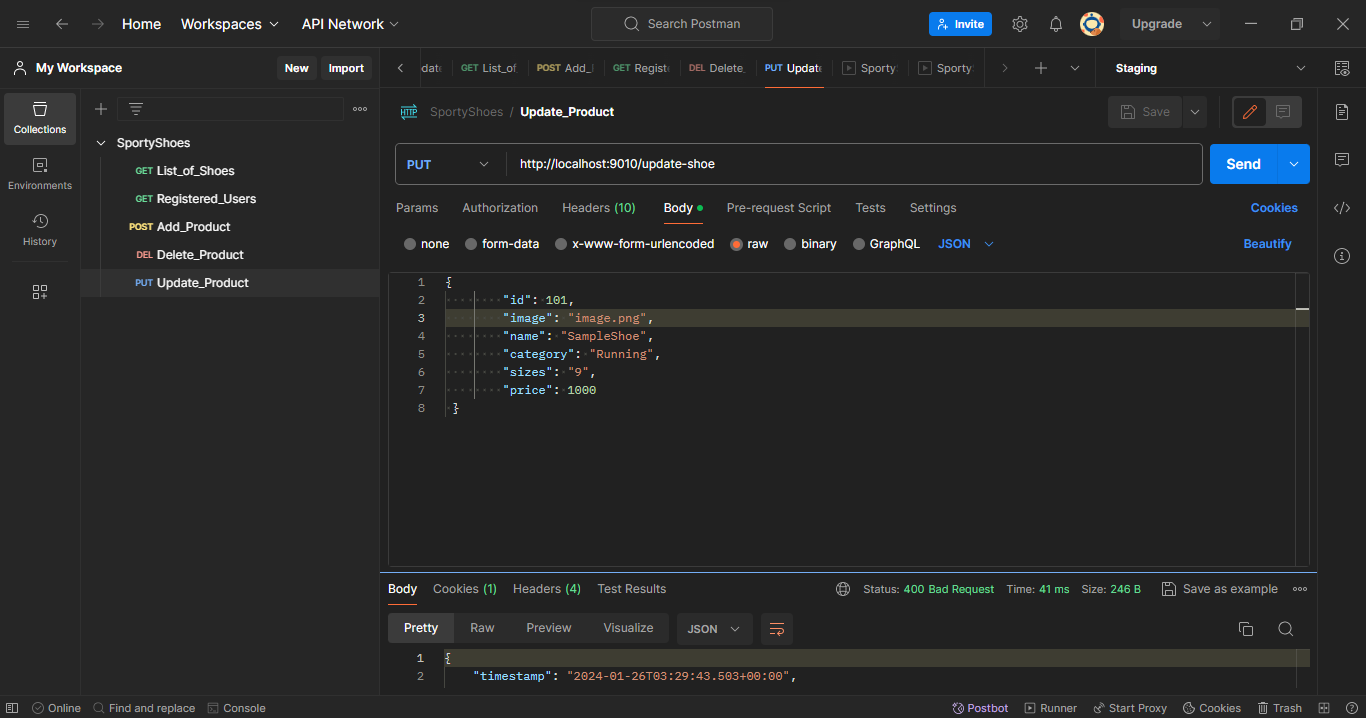 Home Workspaces API Network Search Postman Invite Upgrade
My Workspace New Import
date GET List_of POST Add_ GET Regist DEL Delete_ PUT Update Sporty Sporty Staging
Collections
Environments
History
SportyShoes
GET List_of_Shoes
GET Registered_Users
POST Add_Product
DEL Delete_Product
PUT Update_Product
HTTP SportyShoes / Update_Product Save
PUT http://localhost:9010/update-shoe Send
Params Authorization Headers (10) Body Pre-request Script Tests Settings Cookies
none form-data x-www-form-urlencoded raw binary GraphQL JSON Beautify
1 {
2 "id": 101,
3 "image": "image.png",
4 "name": "SampleShoe",
5 "category": "Running",
6 "sizes": "9",
7 "price": 1000
8 }
Body Cookies (1) Headers (4) Test Results Status: 400 Bad Request Time: 41 ms Size: 246 B Save as example
Pretty Raw Preview Visualize JSON
1 {
2 "timestamp": "2024-01-26T03:29:43.503+00:00",
Online Find and replace Console Postbot Runner Start Proxy Cookies Trash